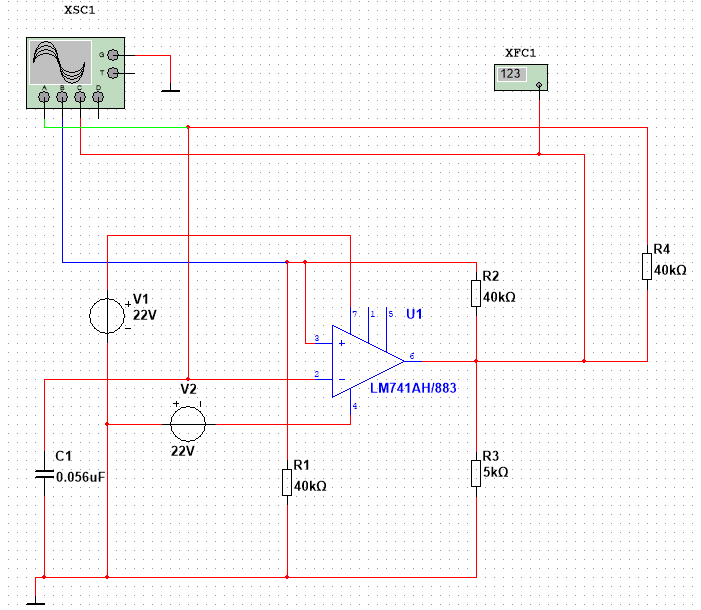 XSC1
XFC1
123
G
T
A B C D
R4
40kΩ
R2
40kΩ
V1
22V
+
−
7 1 5
U1
3
+
6
2
−
LM741AH/883
4
V2
+ −
22V
C1
0.056uF
R1
40kΩ
R3
5kΩ